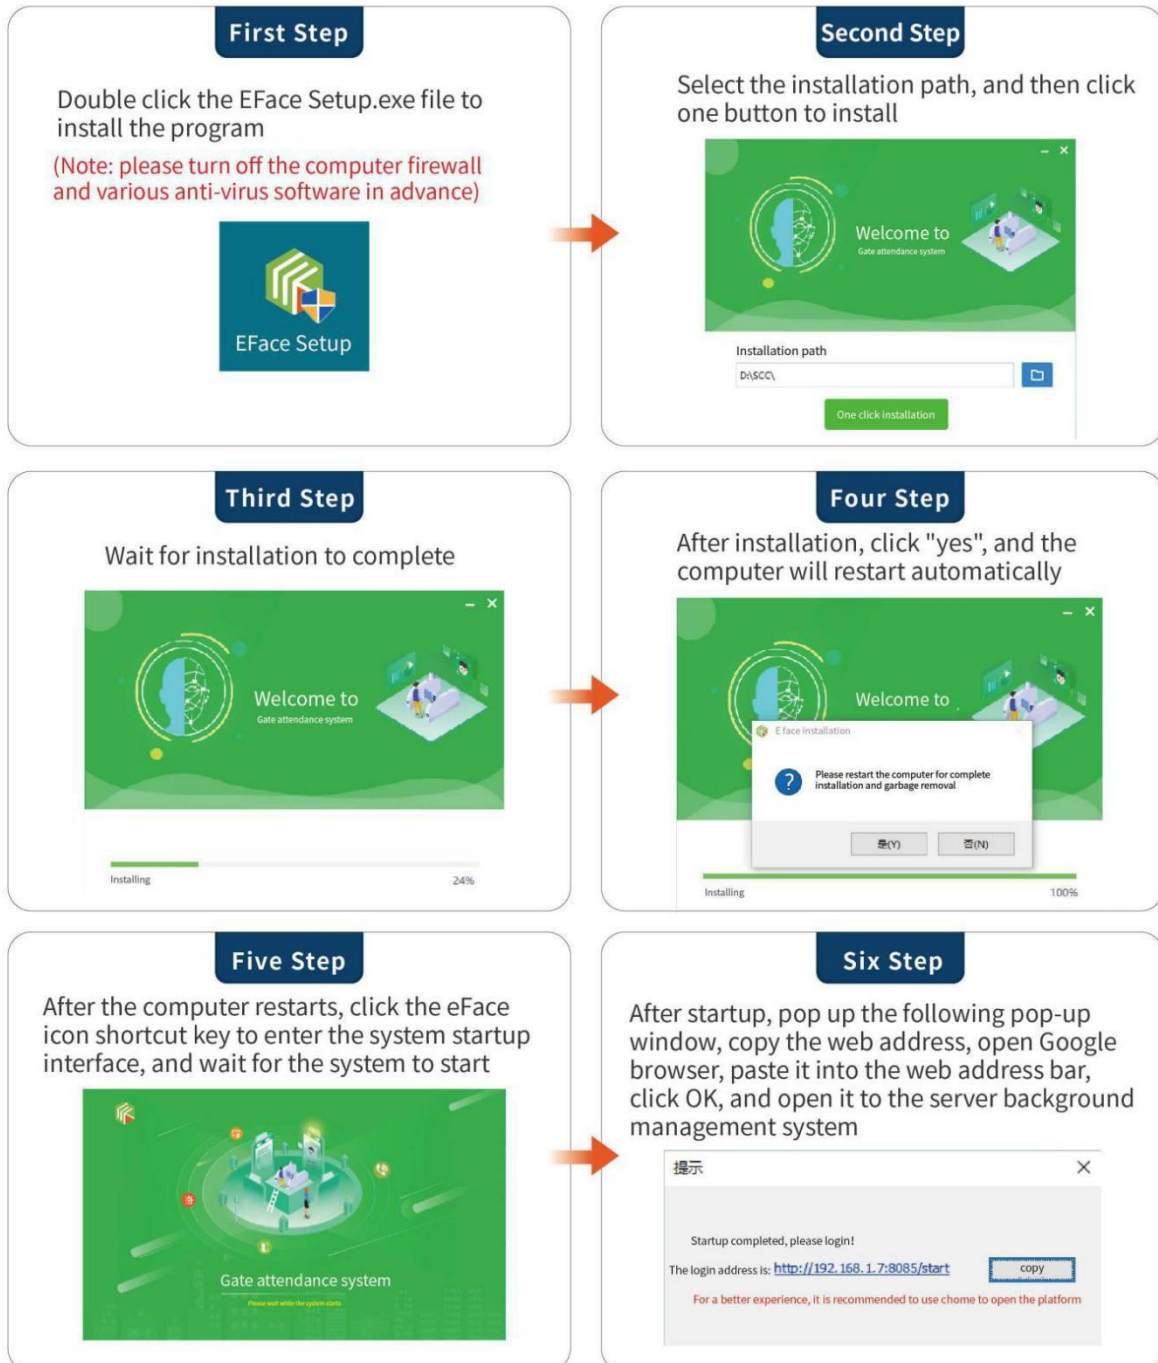 First Step
Double click the EFace Setup.exe file to
install the program
(Note: please turn off the computer firewall
and various anti-virus software in advance)
EFace Setup
Second Step
Select the installation path, and then click
one button to install
Welcome to
Gate attendance system
Installation path
D:\SCC\
One click installation
Third Step
Wait for installation to complete
Welcome to
Gate attendance system
Installing 24%
Four Step
After installation, click "yes", and the
computer will restart automatically
Welcome to
E face installation
Please restart the computer for complete
installation and garbage removal
是(Y) 否(N)
Installing 100%
Five Step
After the computer restarts, click the eFace
icon shortcut key to enter the system startup
interface, and wait for the system to start
Gate attendance system
Please wait while the system starts
Six Step
After startup, pop up the following pop-up
window, copy the web address, open Google
browser, paste it into the web address bar,
click OK, and open it to the server background
management system
提示
Startup completed, please login!
The login address is: http://192.168.1.7:8085/start copy
For a better experience, it is recommended to use chome to open the platform